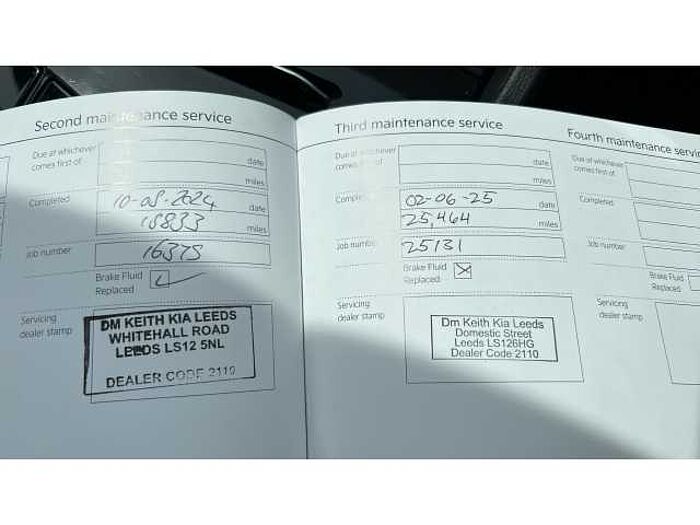 Second maintenance service
Due at whichever
comes first of:
date
miles
Completed
10-08-2024
date
18833
miles
Job number
16375
Brake Fluid
Replaced
Servicing
dealer stamp
DM KEITH KIA LEEDS
WHITEHALL ROAD
LEEDS LS12 5NL
DEALER CODE 2110
Third maintenance service
Due at whichever
comes first of:
date
miles
Completed
02-06-25
date
25,464
miles
Job number
25131
Brake Fluid
Replaced
Servicing
dealer stamp
Dm Keith Kia Leeds
Domestic Street
Leeds LS126HG
Dealer Code 2110
Fourth maintenance
Due at whichever
comes first of:
Completed
Job number
Brake Fluid
Replaced
Servicing
dealer stamp